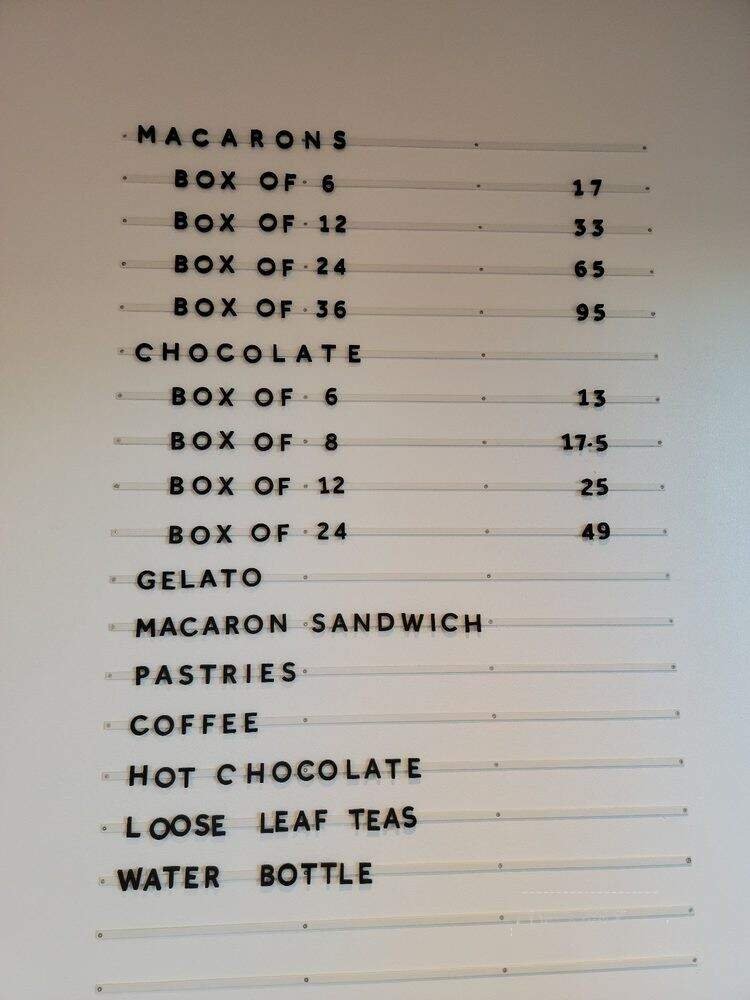 MACARONS
BOX OF 6 17
BOX OF 12 33
BOX OF 24 65
BOX OF 36 95
CHOCOLATE
BOX OF 6 13
BOX OF 8 17.5
BOX OF 12 25
BOX OF 24 49
GELATO
MACARON SANDWICH
PASTRIES
COFFEE
HOT CHOCOLATE
LOOSE LEAF TEAS
WATER BOTTLE